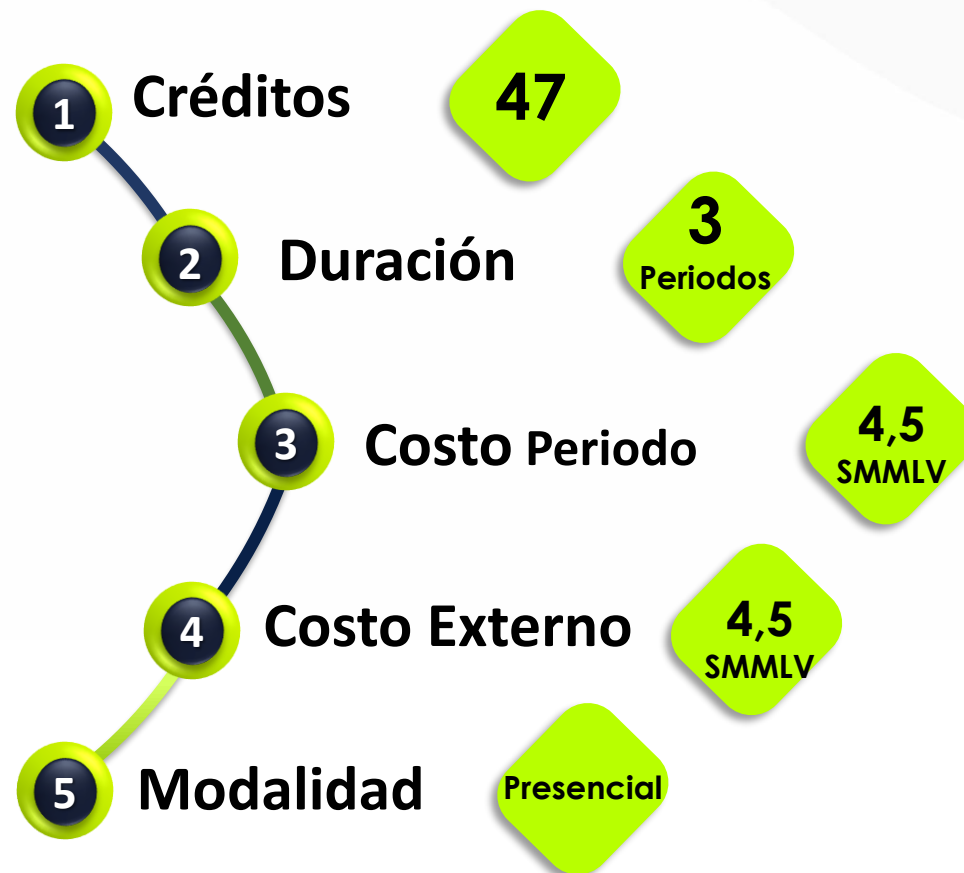 1 Créditos 47
2 Duración 3
Periodos
3 Costo Periodo 4,5
SMMLV
4 Costo Externo 4,5
SMMLV
5 Modalidad Presencial